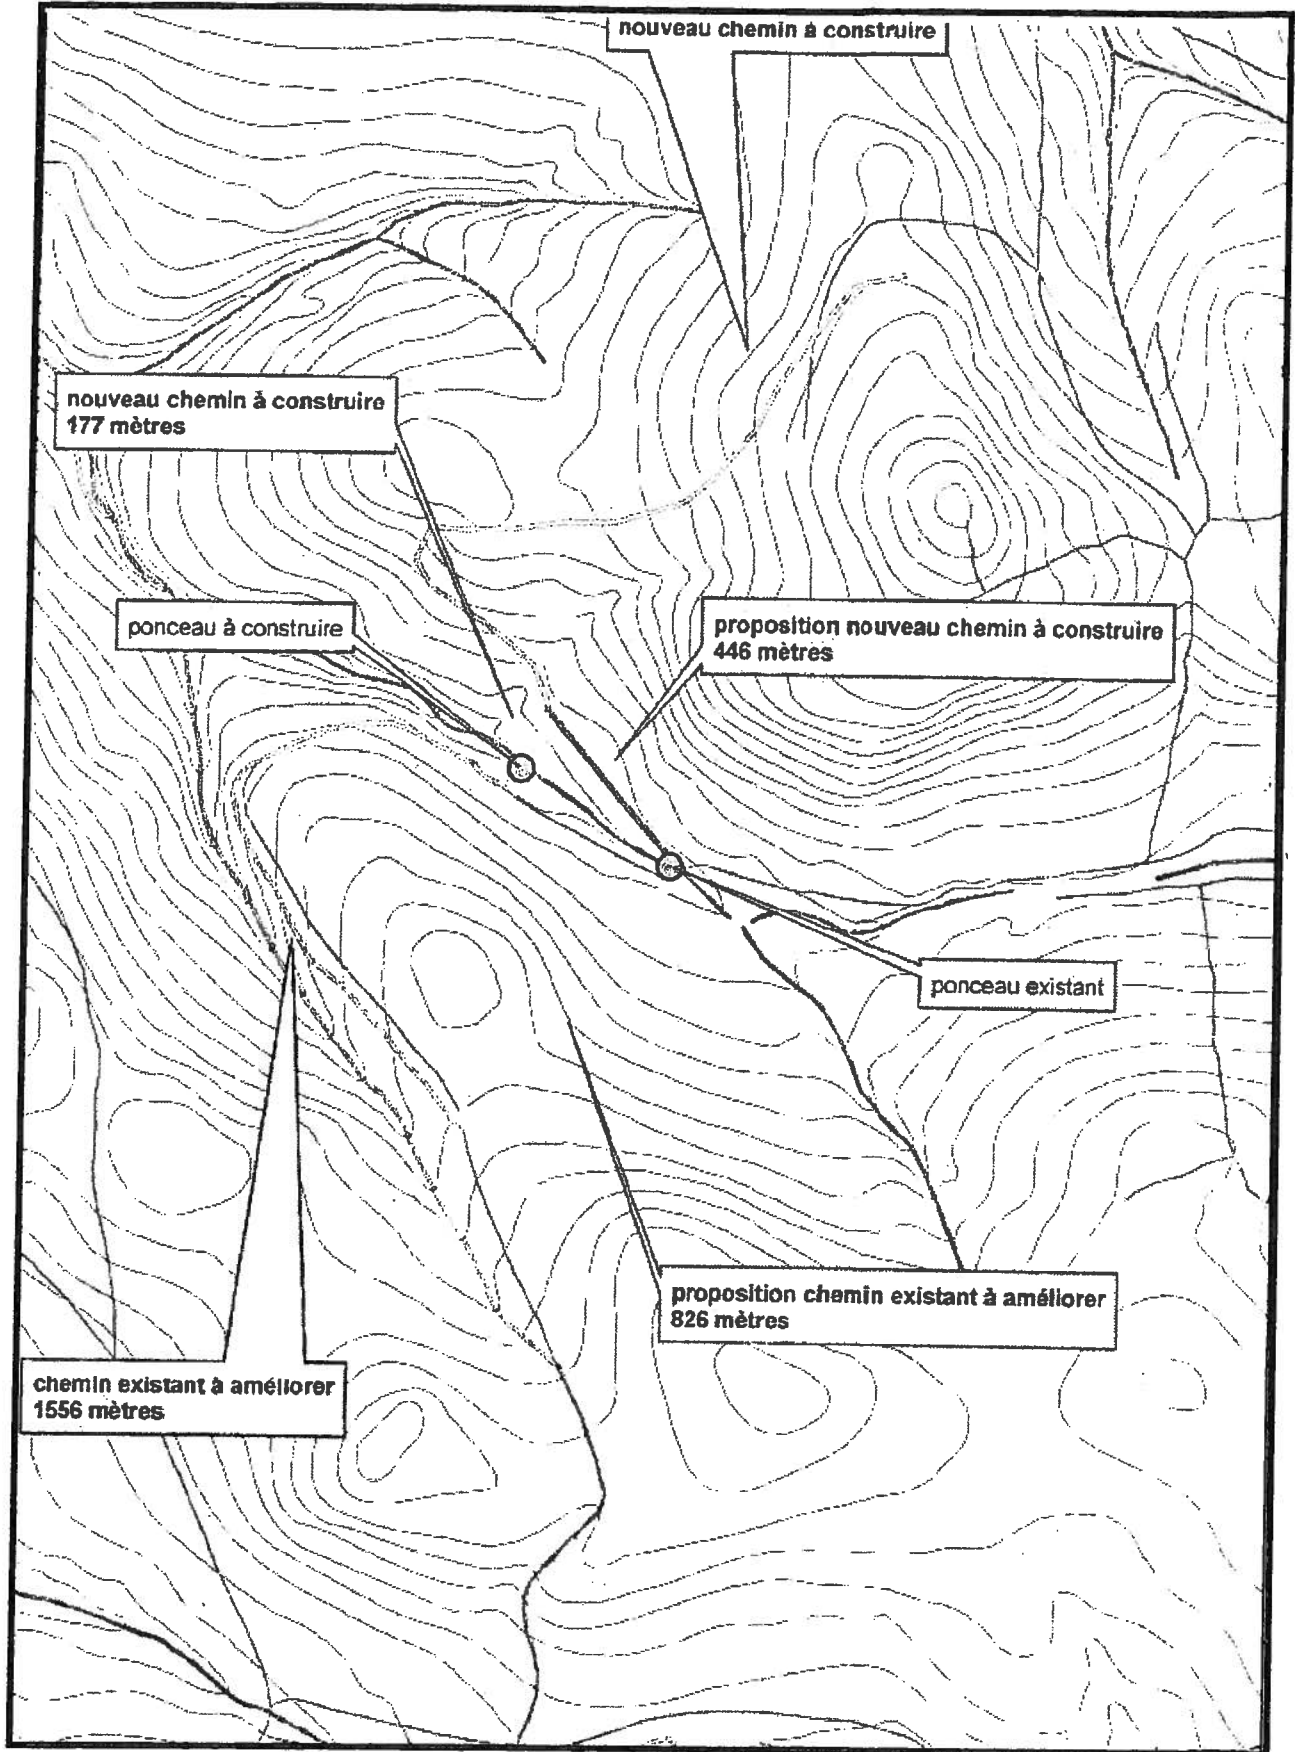 nouveau chemin à construire
nouveau chemin à construire
177 mètres
ponceau à construire
proposition nouveau chemin à construire
446 mètres
ponceau existant
proposition chemin existant à améliorer
826 mètres
chemin existant à améliorer
1556 mètres